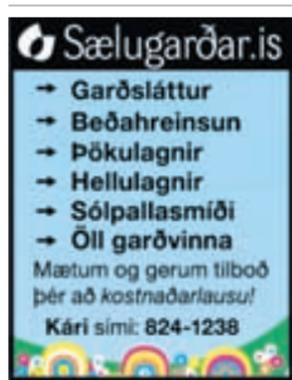 Sælugarðar.is
→ Garðsláttur
→ Beðahreinsun
→ Þökulagnir
→ Hellulagnir
→ Sólpallasmíði
→ Öll garðvinna
Mætum og gerum tilboð
þér að kostnaðarlausu!
Kári sími: 824-1238